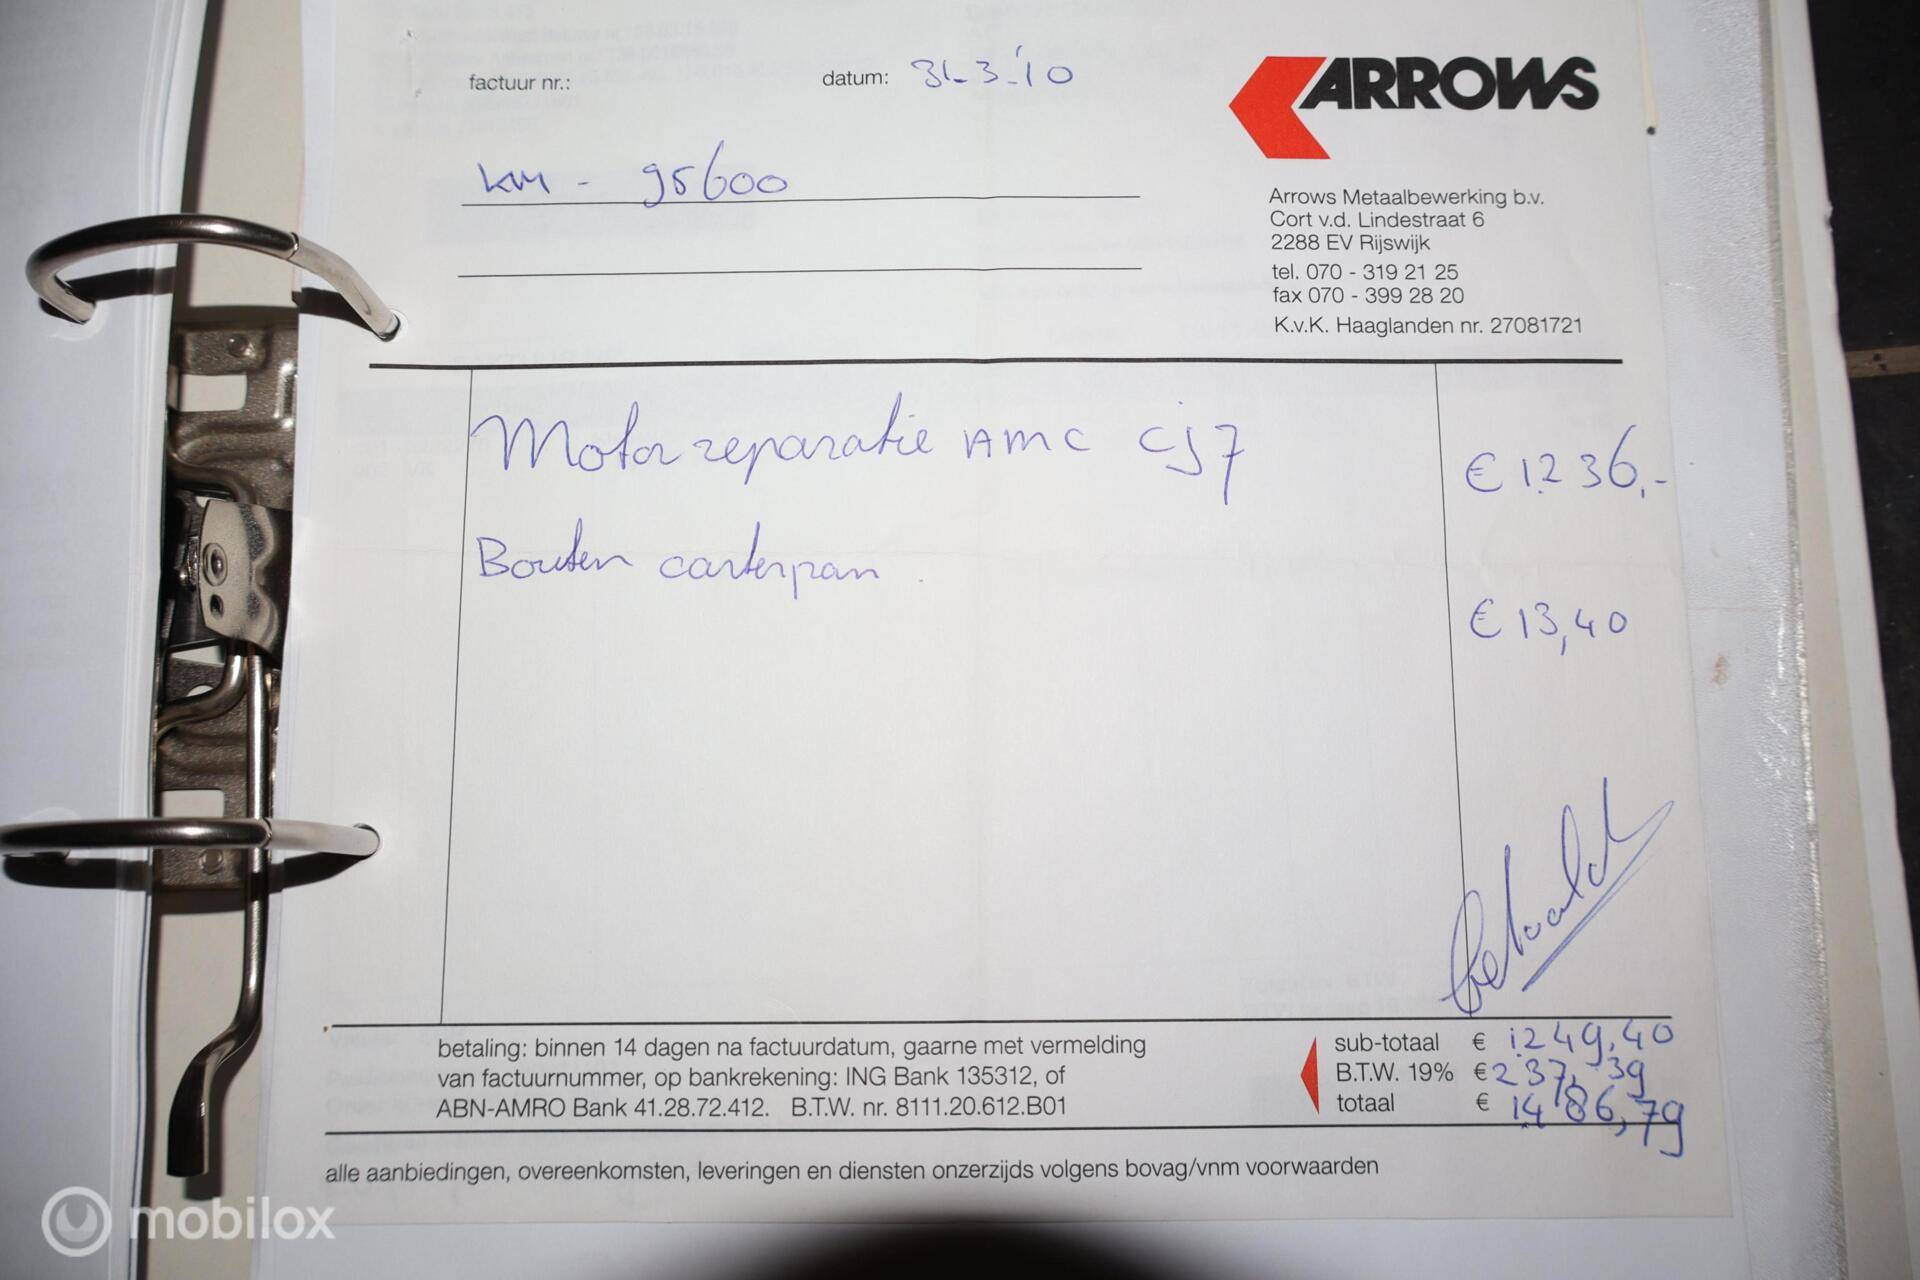 factuur nr.:
datum: 31-3-'10
ARROWS
km - 95600
Arrows Metaalbewerking b.v.
Cort v.d. Lindestraat 6
2288 EV Rijswijk
tel. 070 - 319 21 25
fax 070 - 399 28 20
K.v.K. Haaglanden nr. 27081721
Motorreparatie AMC CJ7 € 1236,-
Bouten carterpan.
€ 13,40
betaald
betaling: binnen 14 dagen na factuurdatum, gaarne met vermelding
van factuurnummer, op bankrekening: ING Bank 135312, of
ABN-AMRO Bank 41.28.72.412. B.T.W. nr. 8111.20.612.B01
sub-totaal € 1249,40
B.T.W. 19% € 237,39
totaal € 1486,79
alle aanbiedingen, overeenkomsten, leveringen en diensten onzerzijds volgens bovag/vnm voorwaarden
mobilox